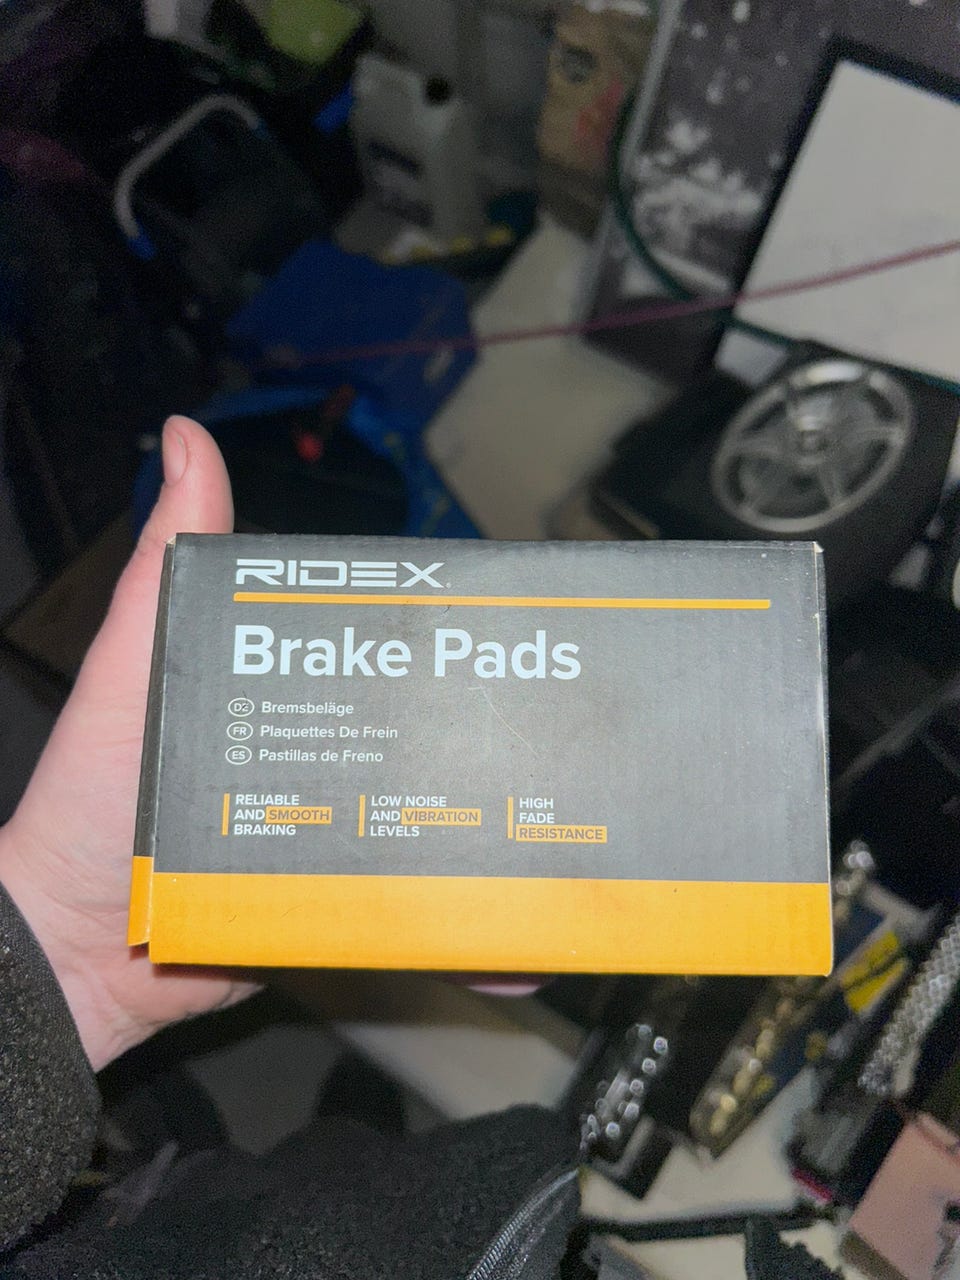 RIDEX
Brake Pads
DE Bremsbeläge
FR Plaquettes De Frein
ES Pastillas de Freno
RELIABLE
AND SMOOTH
BRAKING
LOW NOISE
AND VIBRATION
LEVELS
HIGH
FADE
RESISTANCE